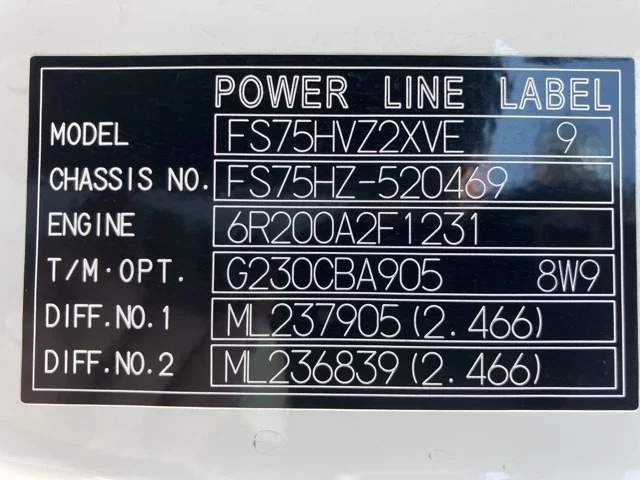 POWER LINE LABEL
MODEL FS75HVZ2XVE 9
CHASSIS NO. FS75HZ-520469
ENGINE 6R200A2F1231
T/M·OPT. G230CBA905 8W9
DIFF.NO.1 ML237905(2.466)
DIFF.NO.2 ML236839(2.466)